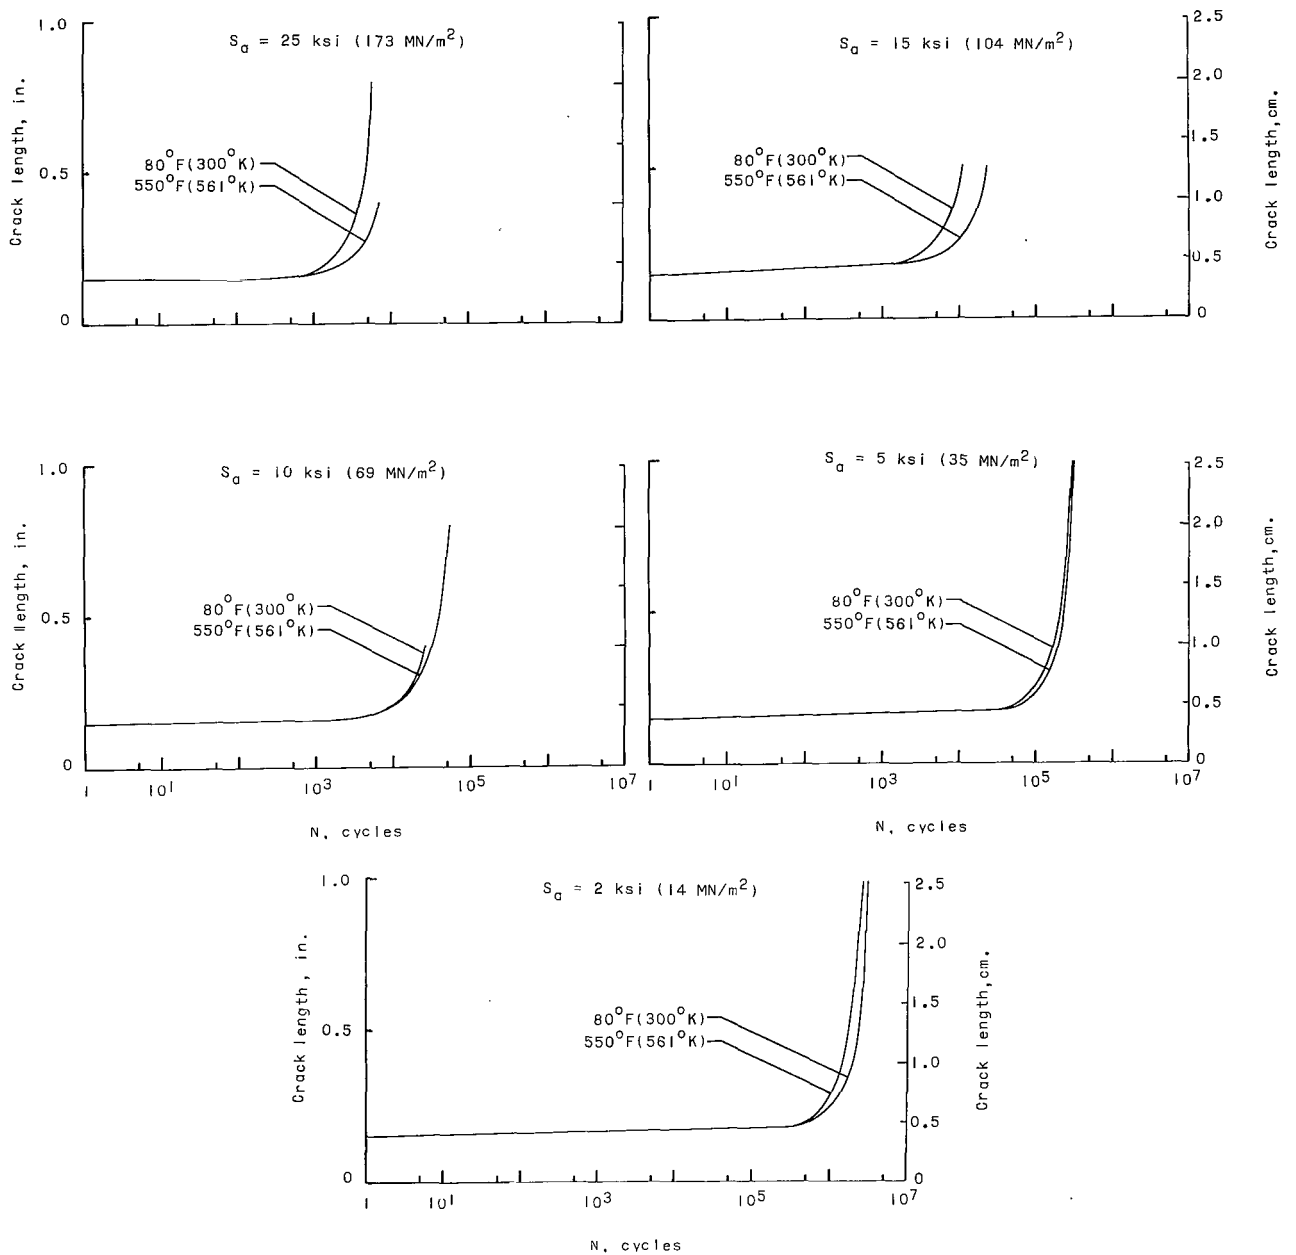 S_a = 25 ksi (173 MN/m²)
1.0
0.5
0
Crack length, in.
80°F(300°K)
550°F(561°K)
S_a = 15 ksi (104 MN/m²)
80°F(300°K)
550°F(561°K)
2.5
2.0
1.5
1.0
0.5
0
Crack length,cm.
S_a = 10 ksi (69 MN/m²)
1.0
0.5
0
Crack length, in.
80°F(300°K)
550°F(561°K)
1 10¹ 10³ 10⁵ 10⁷
N, cycles
S_a = 5 ksi (35 MN/m²)
80°F(300°K)
550°F(561°K)
2.5
2.0
1.5
1.0
0.5
0
Crack length,cm.
1 10¹ 10³ 10⁵ 10⁷
N, cycles
S_a = 2 ksi (14 MN/m²)
1.0
0.5
0
Crack length, in.
80°F(300°K)
550°F(561°K)
2.5
2.0
1.5
1.0
0.5
0
Crack length,cm.
1 10¹ 10³ 10⁵ 10⁷
N, cycles